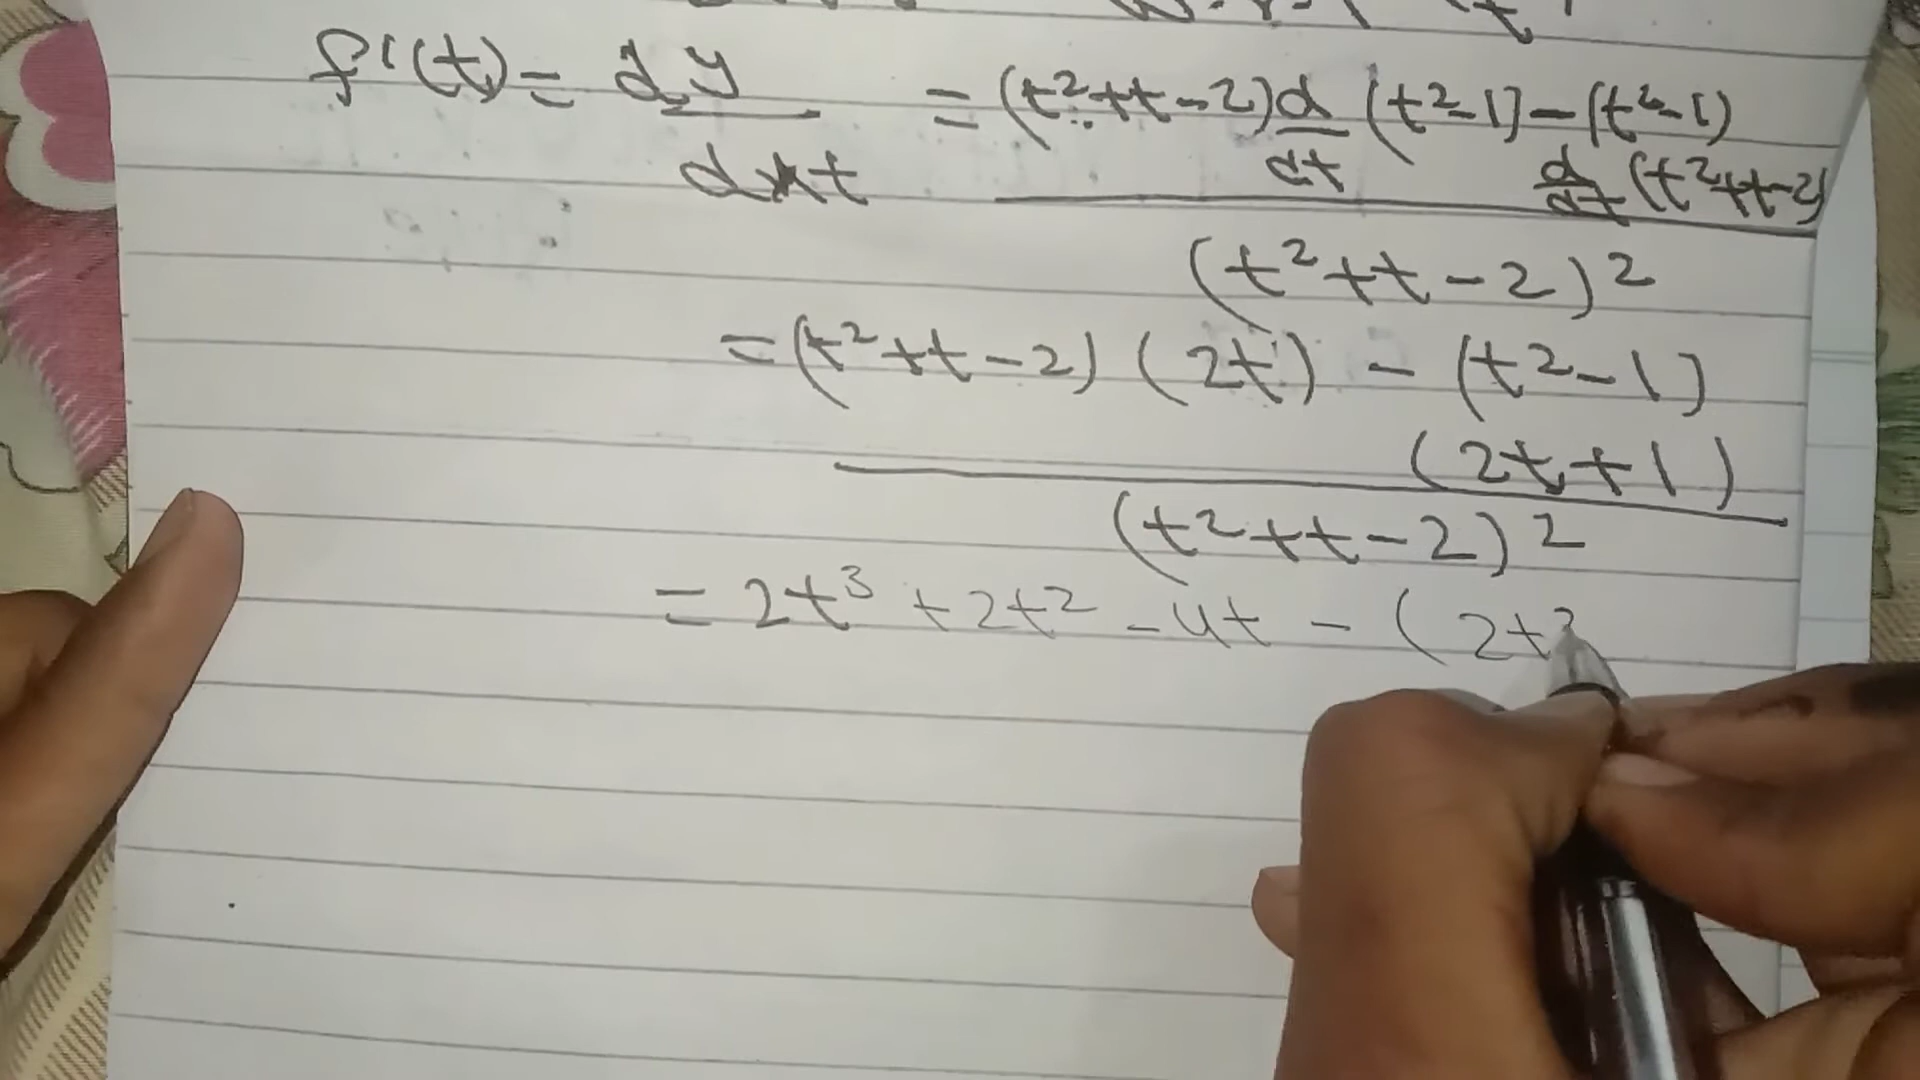 f'(t) = dy/dt = (t²+t-2) d/dt (t²-1) - (t²-1)
d/dt (t²+t-2)
(t²+t-2)²
= (t²+t-2) (2t) - (t²-1)
(2t+1)
(t²+t-2)²
= 2t³ + 2t² - 4t - (2t³